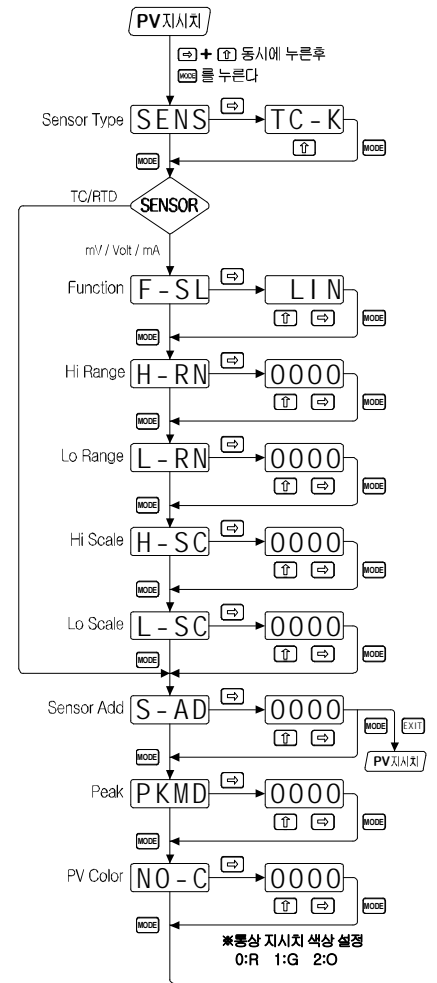 PV지시치
⇨ + ⇧ 동시에 누른후
MODE 를 누른다
Sensor Type SENS ⇨ TC-K
MODE ⇧ MODE
TC/RTD SENSOR
mV / Volt / mA
Function F-SL ⇨ LIN
MODE ⇧ ⇨ MODE
Hi Range H-RN ⇨ 0000
MODE ⇧ ⇨ MODE
Lo Range L-RN ⇨ 0000
MODE ⇧ ⇨ MODE
Hi Scale H-SC ⇨ 0000
MODE ⇧ ⇨ MODE
Lo Scale L-SC ⇨ 0000
MODE ⇧ ⇨ MODE
Sensor Add S-AD ⇨ 0000
MODE ⇧ ⇨ MODE EXIT
PV지시치
Peak PKMD ⇨ 0000
MODE ⇧ ⇨ MODE
PV Color NO-C ⇨ 0000
MODE ⇧ ⇨ MODE
※통상 지시치 색상 설정
0:R 1:G 2:O